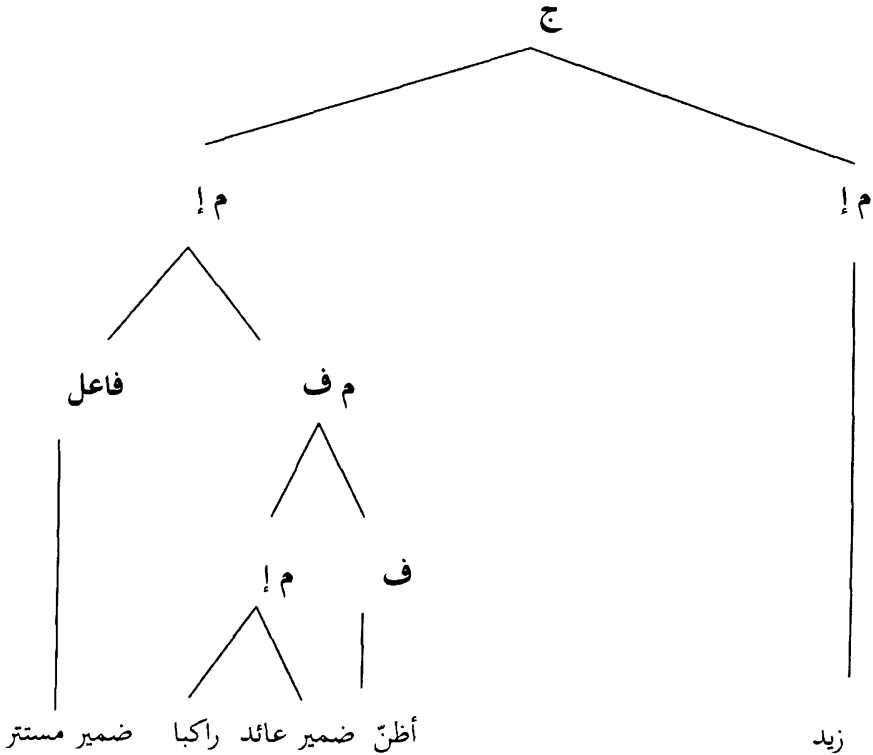 ج
م إ م إ
م ف فاعل
ف م إ
زيد أظنّ ضمير عائد راكبا ضمير مستتر